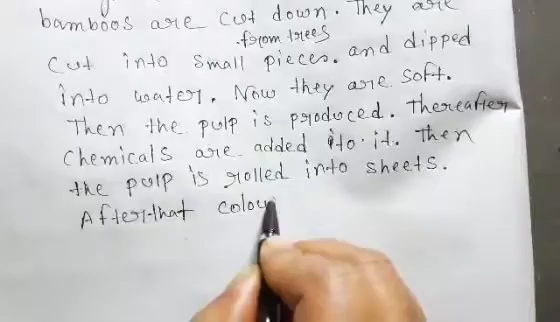 bamboos are cut down. They are
from trees
cut into small pieces. and dipped
into water. Now they are soft.
Then the pulp is produced. Thereafter
Chemicals are added to it. Then
the pulp is rolled into sheets.
After that colou